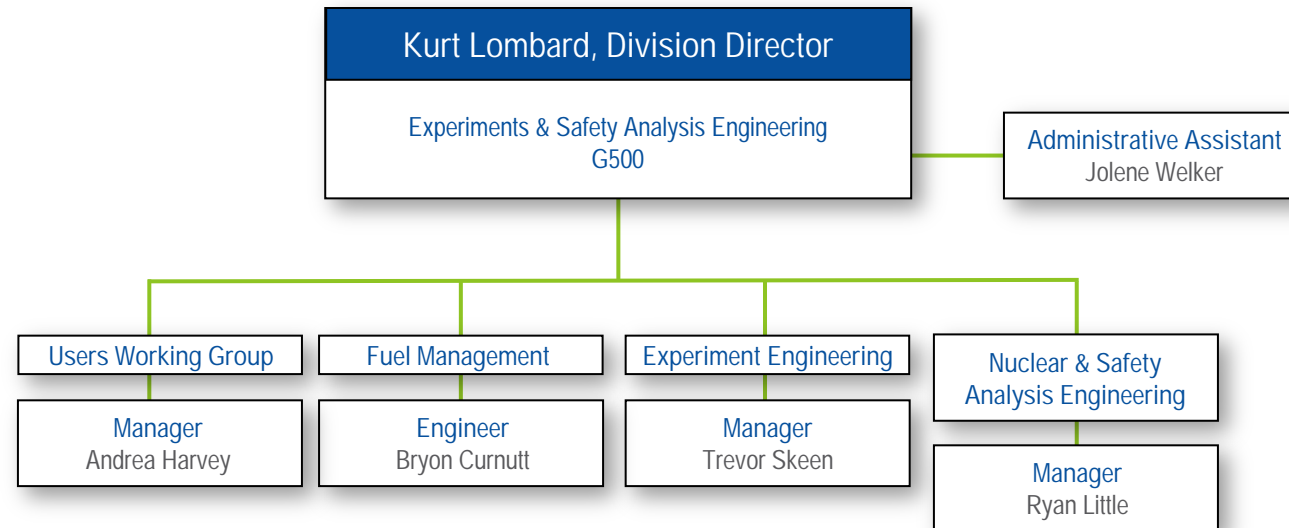 Kurt Lombard, Division Director
Experiments & Safety Analysis Engineering
G500
Administrative Assistant
Jolene Welker
Users Working Group
Manager
Andrea Harvey
Fuel Management
Engineer
Bryon Curnutt
Experiment Engineering
Manager
Trevor Skeen
Nuclear & Safety
Analysis Engineering
Manager
Ryan Little